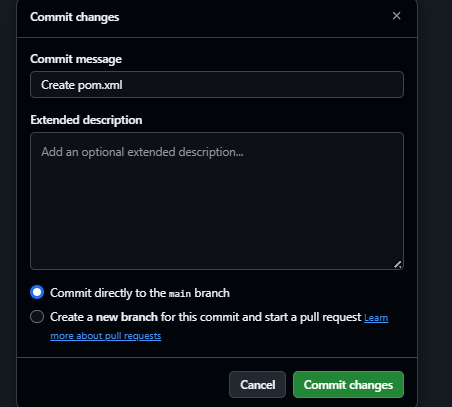 Commit changes
Commit message
Create pom.xml
Extended description
Add an optional extended description...
Commit directly to the main branch
Create a new branch for this commit and start a pull request Learn
more about pull requests
Cancel
Commit changes